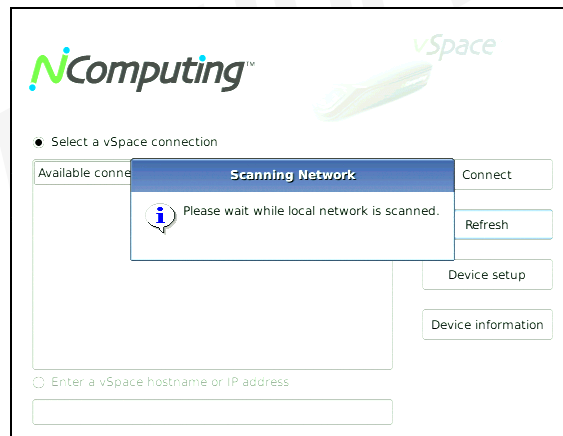 vSpace
NComputing™
Select a vSpace connection
Available conne
Scanning Network
Please wait while local network is scanned.
Connect
Refresh
Device setup
Device information
Enter a vSpace hostname or IP address